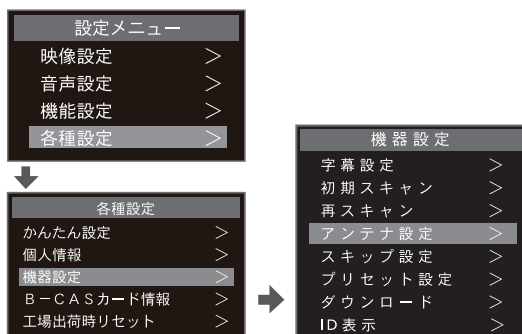 設定メニュー
映像設定 ＞
音声設定 ＞
機能設定 ＞
各種設定 ＞
各種設定
かんたん設定 ＞
個人情報 ＞
機器設定 ＞
Ｂ－ＣＡＳカード情報 ＞
工場出荷時リセット ＞
機器設定
字幕設定 ＞
初期スキャン ＞
再スキャン ＞
アンテナ設定 ＞
スキップ設定 ＞
プリセット設定 ＞
ダウンロード ＞
ID表示 ＞